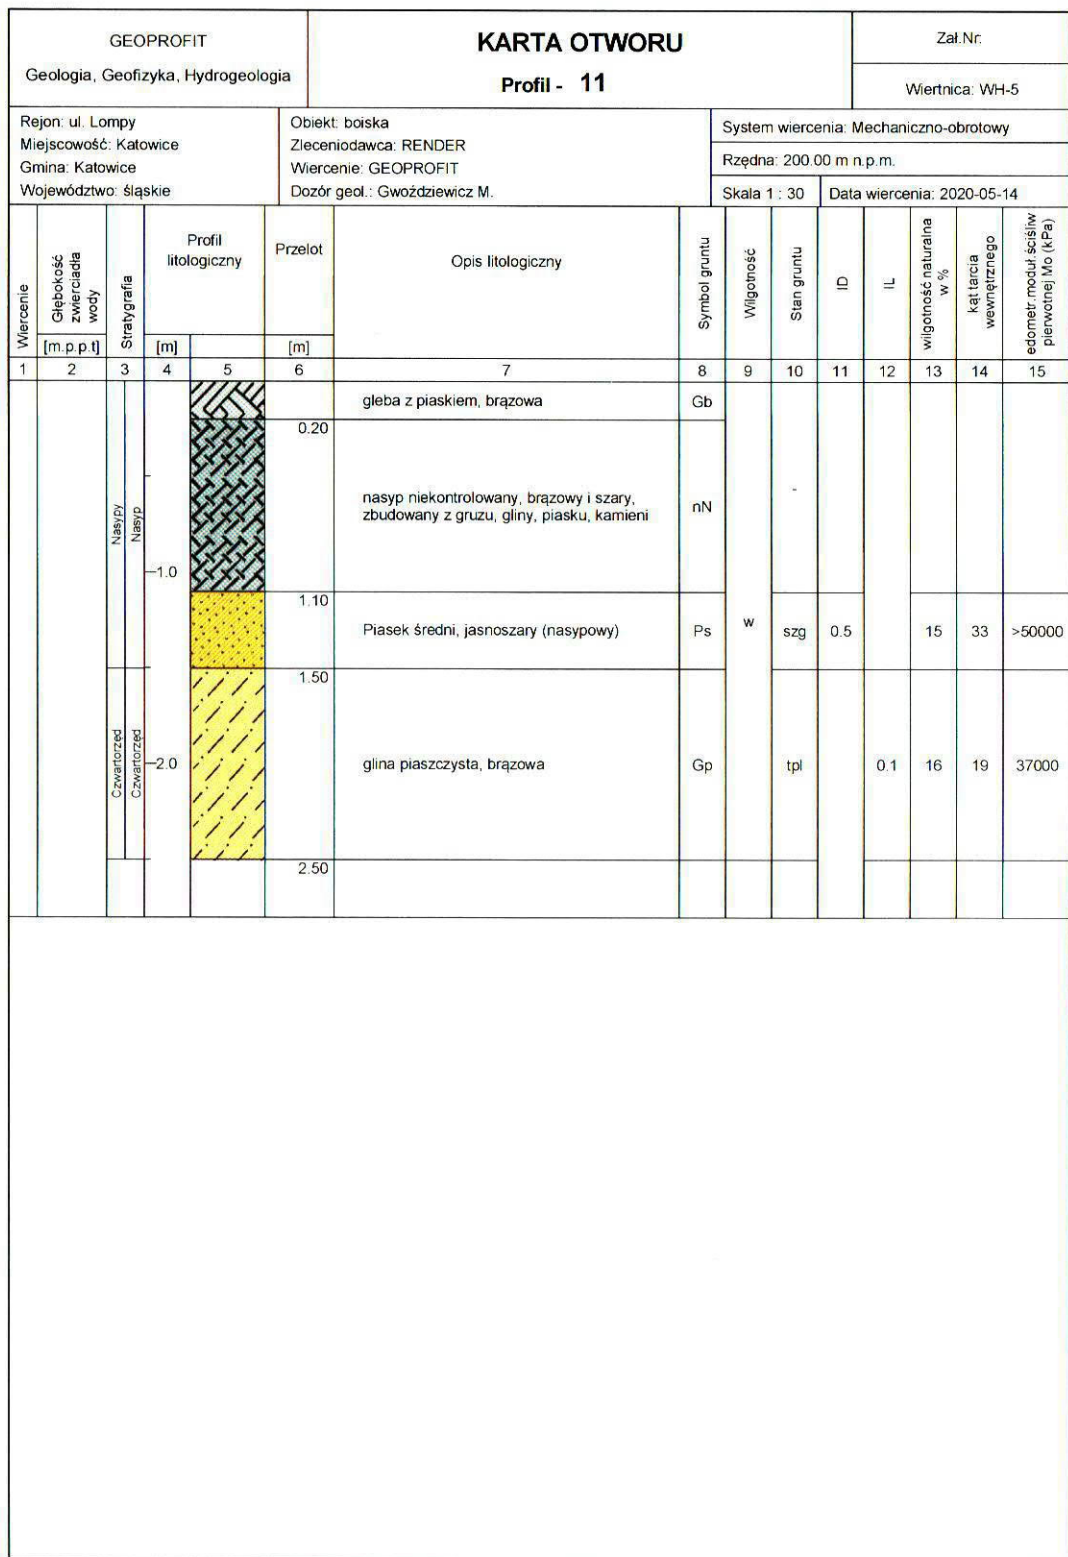 GEOPROFIT
Geologia, Geofizyka, Hydrogeologia
KARTA OTWORU
Profil - 11
Zał.Nr:
Wiertnica: WH-5
Rejon: ul. Lompy
Miejscowość: Katowice
Gmina: Katowice
Województwo: śląskie
Obiekt: boiska
Zleceniodawca: RENDER
Wiercenie: GEOPROFIT
Dozór geol.: Gwoździewicz M.
System wiercenia: Mechaniczno-obrotowy
Rzędna: 200.00 m n.p.m.
Skala 1 : 30
Data wiercenia: 2020-05-14
Wiercenie
Głębokość
zwierciadła
wody
[m.p.p.t]
Stratygrafia
Profil
litologiczny
[m]
Przelot
[m]
Opis litologiczny
Symbol gruntu
Wilgotność
Stan gruntu
ID
IL
wilgotność naturalna
w %
kąt tarcia
wewnętrznego
edometr.moduł.ściśliw
pierwotnej Mo (kPa)
1 2 3 4 5 6 7 8 9 10 11 12 13 14 15
gleba z piaskiem, brązowa Gb
0.20
Nasypy
Nasyp
nasyp niekontrolowany, brązowy i szary,
zbudowany z gruzu, gliny, piasku, kamieni
nN
-
1.0
1.10
Piasek średni, jasnoszary (nasypowy) Ps w szg 0.5 15 33 >50000
1.50
Czwartorzęd
Czwartorzęd
2.0
glina piaszczysta, brązowa Gp tpl 0.1 16 19 37000
2.50